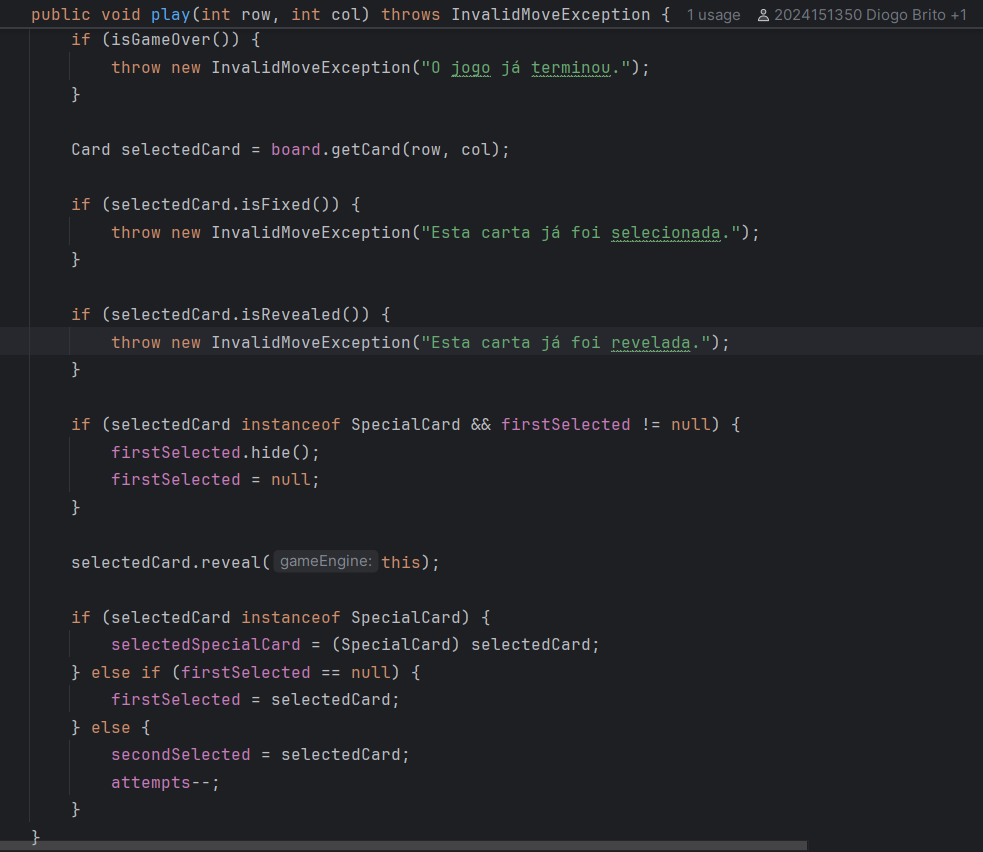 public void play(int row, int col) throws InvalidMoveException { 1 usage 2024151350 Diogo Brito +1
if (isGameOver()) {
throw new InvalidMoveException("O jogo já terminou.");
}
Card selectedCard = board.getCard(row, col);
if (selectedCard.isFixed()) {
throw new InvalidMoveException("Esta carta já foi selecionada.");
}
if (selectedCard.isRevealed()) {
throw new InvalidMoveException("Esta carta já foi revelada.");
}
if (selectedCard instanceof SpecialCard && firstSelected != null) {
firstSelected.hide();
firstSelected = null;
}
selectedCard.reveal( gameEngine: this);
if (selectedCard instanceof SpecialCard) {
selectedSpecialCard = (SpecialCard) selectedCard;
} else if (firstSelected == null) {
firstSelected = selectedCard;
} else {
secondSelected = selectedCard;
attempts--;
}
}